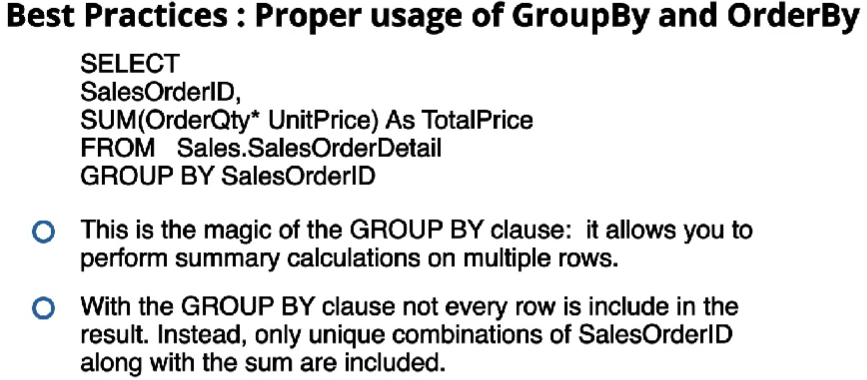 Best Practices : Proper usage of GroupBy and OrderBy
SELECT
SalesOrderID,
SUM(OrderQty* UnitPrice) As TotalPrice
FROM Sales.SalesOrderDetail
GROUP BY SalesOrderID
This is the magic of the GROUP BY clause: it allows you to
perform summary calculations on multiple rows.
With the GROUP BY clause not every row is include in the
result. Instead, only unique combinations of SalesOrderID
along with the sum are included.